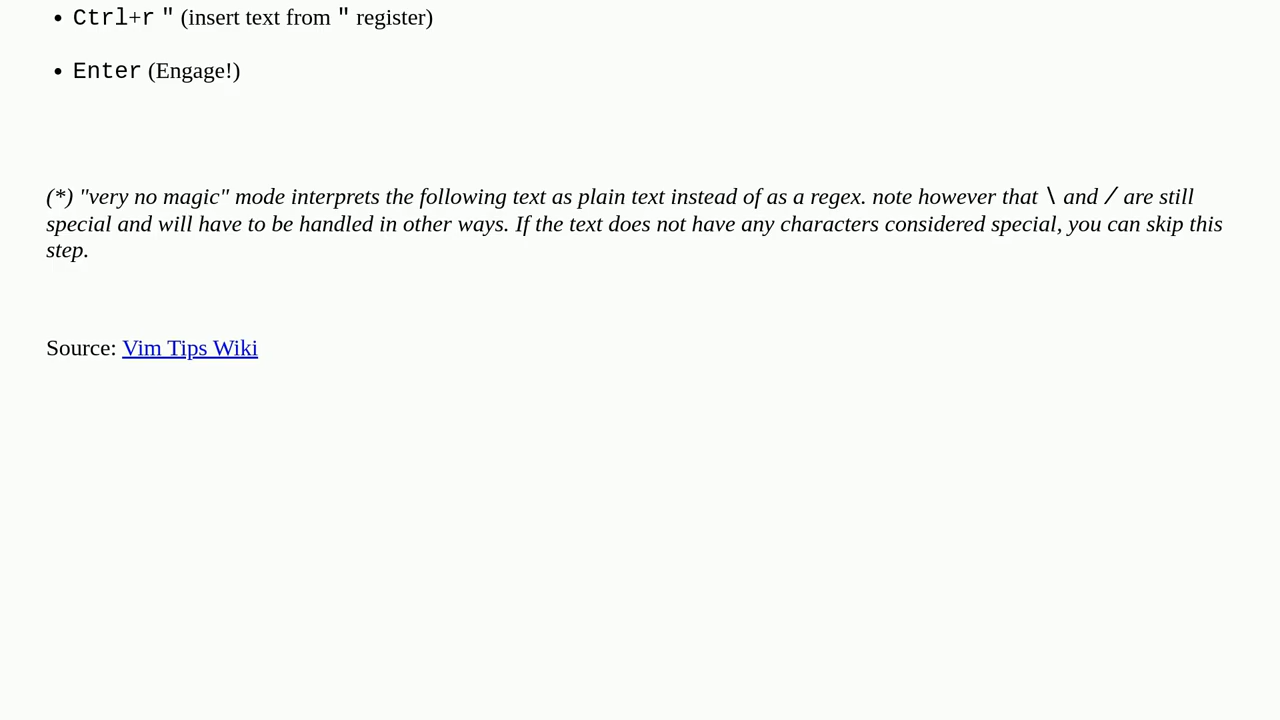 • Ctrl+r " (insert text from " register)
• Enter (Engage!)
(*) "very no magic" mode interprets the following text as plain text instead of as a regex. note however that \ and / are still
special and will have to be handled in other ways. If the text does not have any characters considered special, you can skip this
step.
Source: Vim Tips Wiki